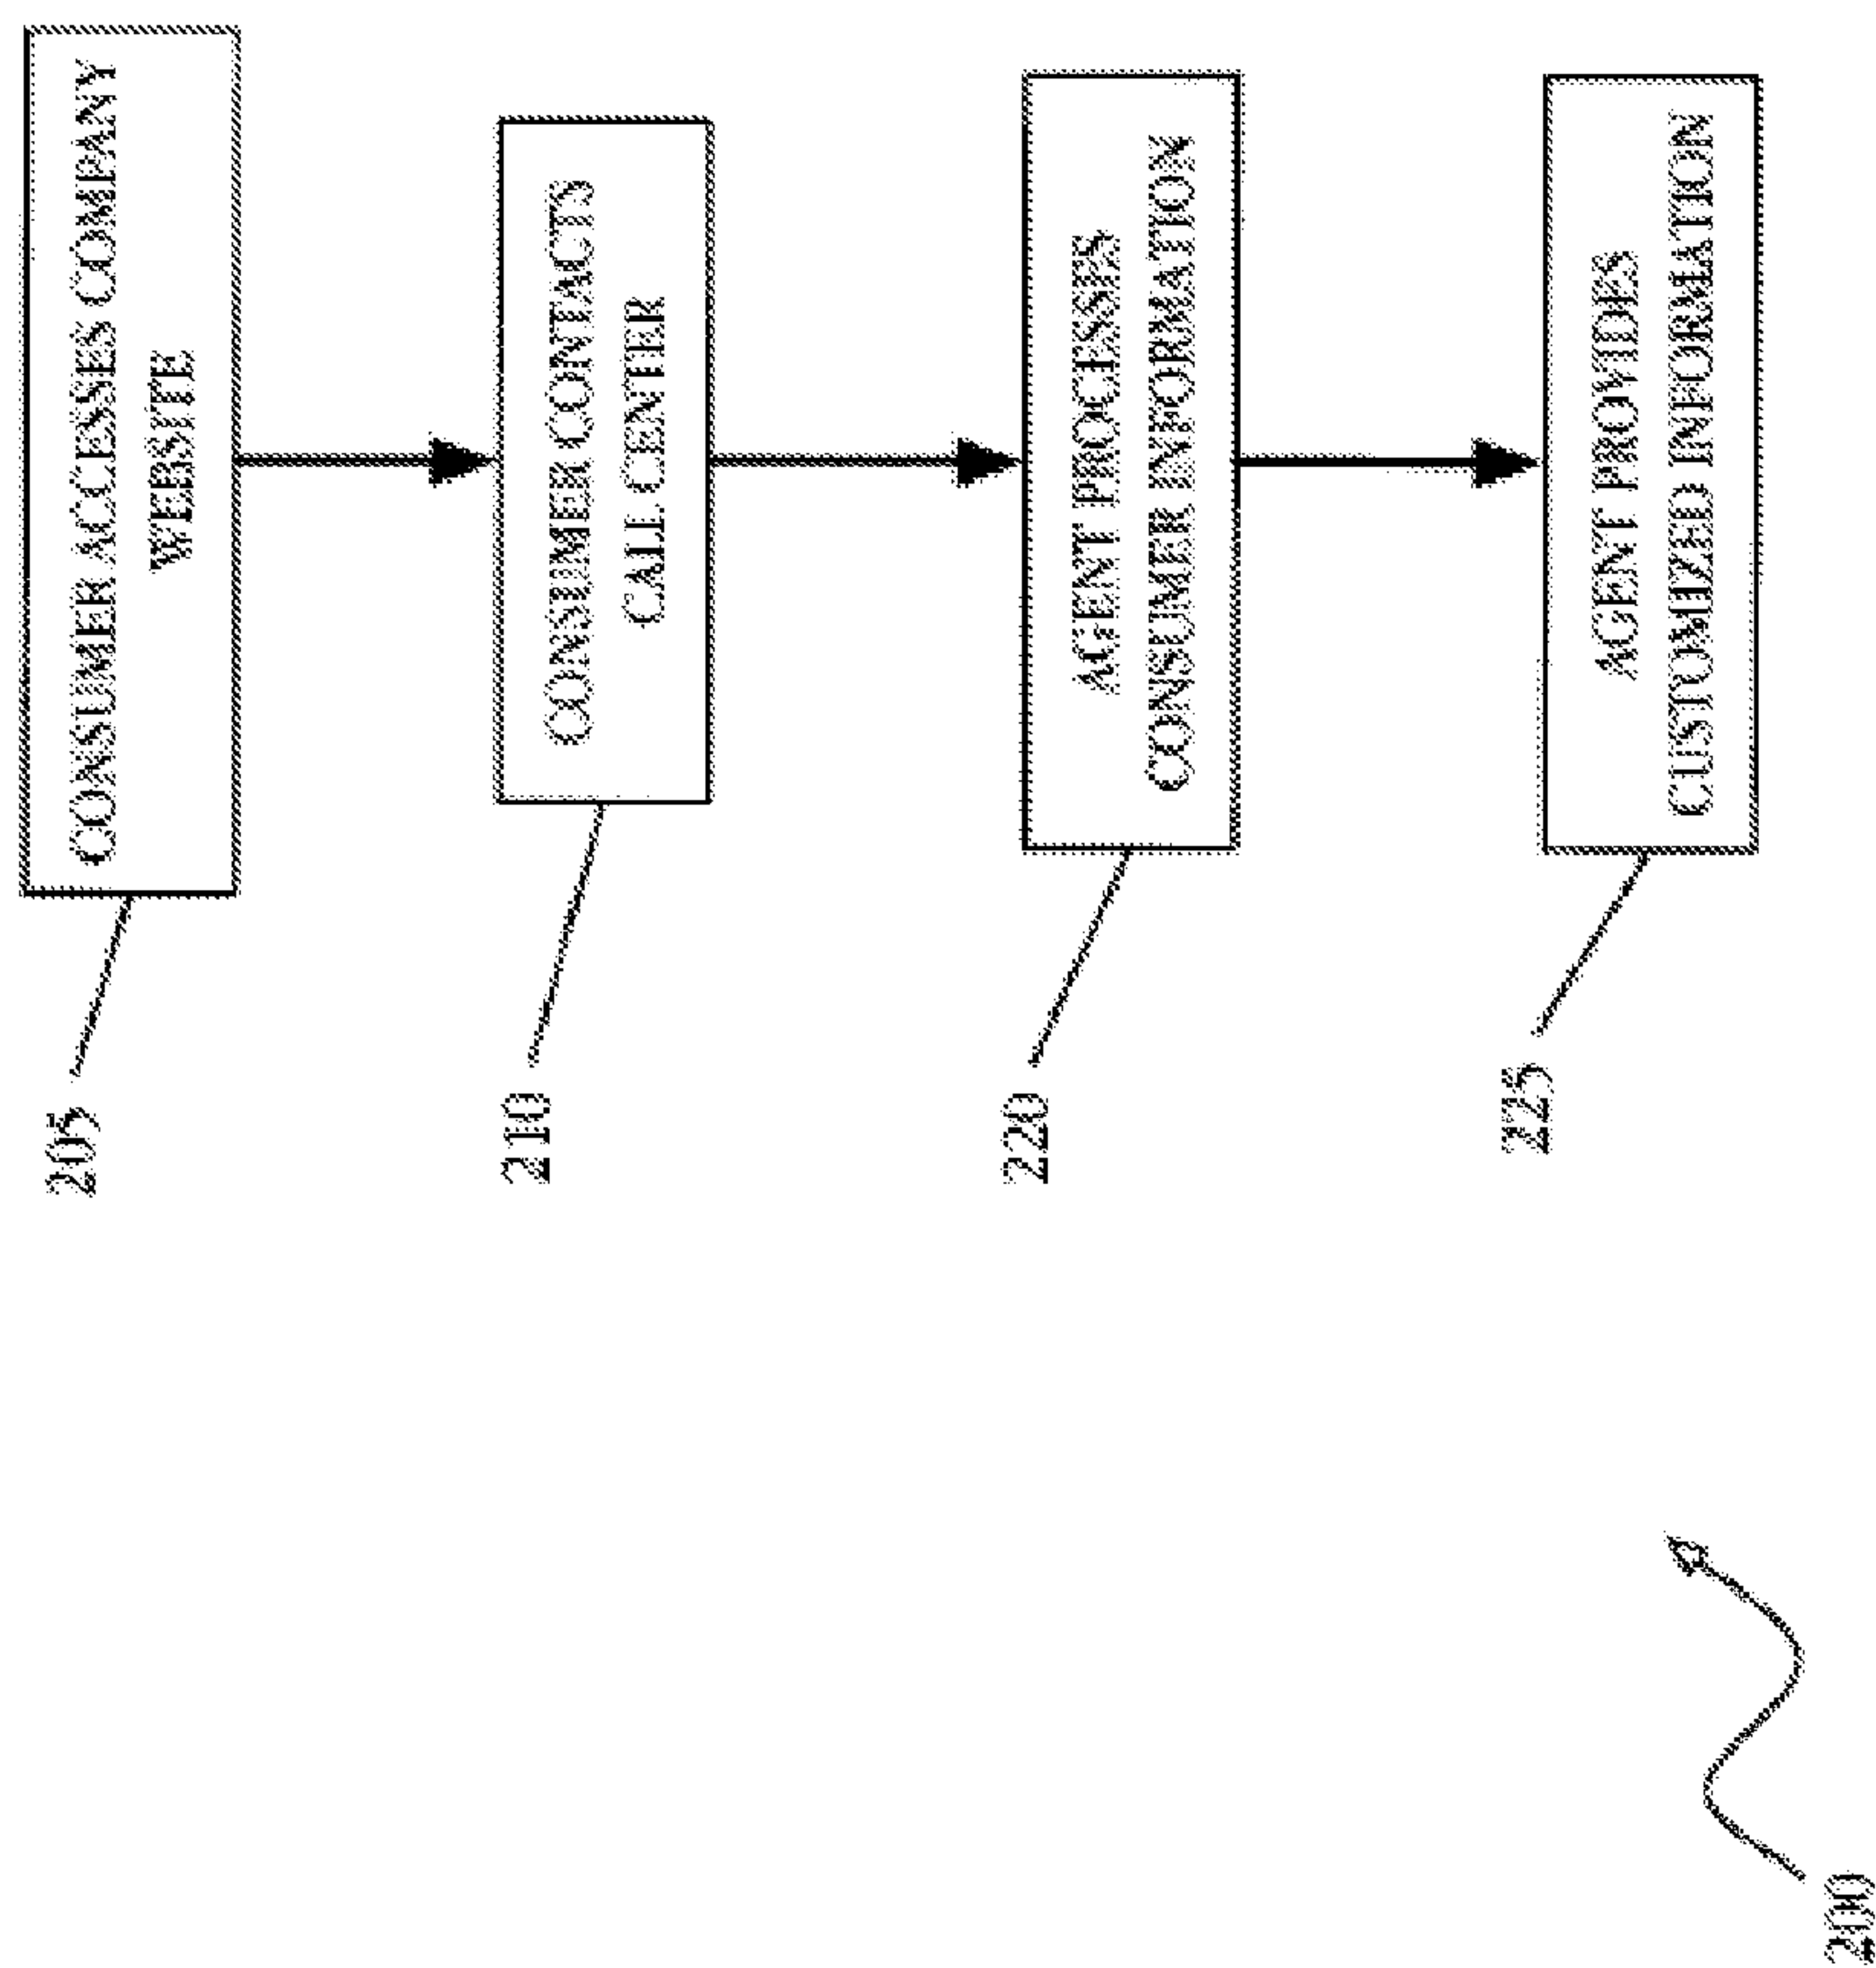 CONSUMER ACCESSES COMPANY
WEBSITE
205
CONSUMER CONTACTS
CALL CENTER
210
AGENT PROCESSES
CONSUMER INFORMATION
220
AGENT PROVIDES
CUSTOMIZED INFORMATION
225
200